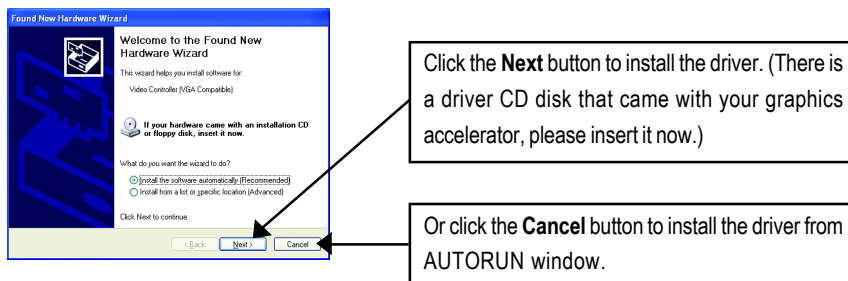 Found New Hardware Wizard
Welcome to the Found New
Hardware Wizard
This wizard helps you install software for:
Video Controller (VGA Compatible)
If your hardware came with an installation CD
or floppy disk, insert it now.
What do you want the wizard to do?
Install the software automatically (Recommended)
Install from a list or specific location (Advanced)
Click Next to continue.
< Back
Next >
Cancel
Click the Next button to install the driver. (There is
a driver CD disk that came with your graphics
accelerator, please insert it now.)
Or click the Cancel button to install the driver from
AUTORUN window.